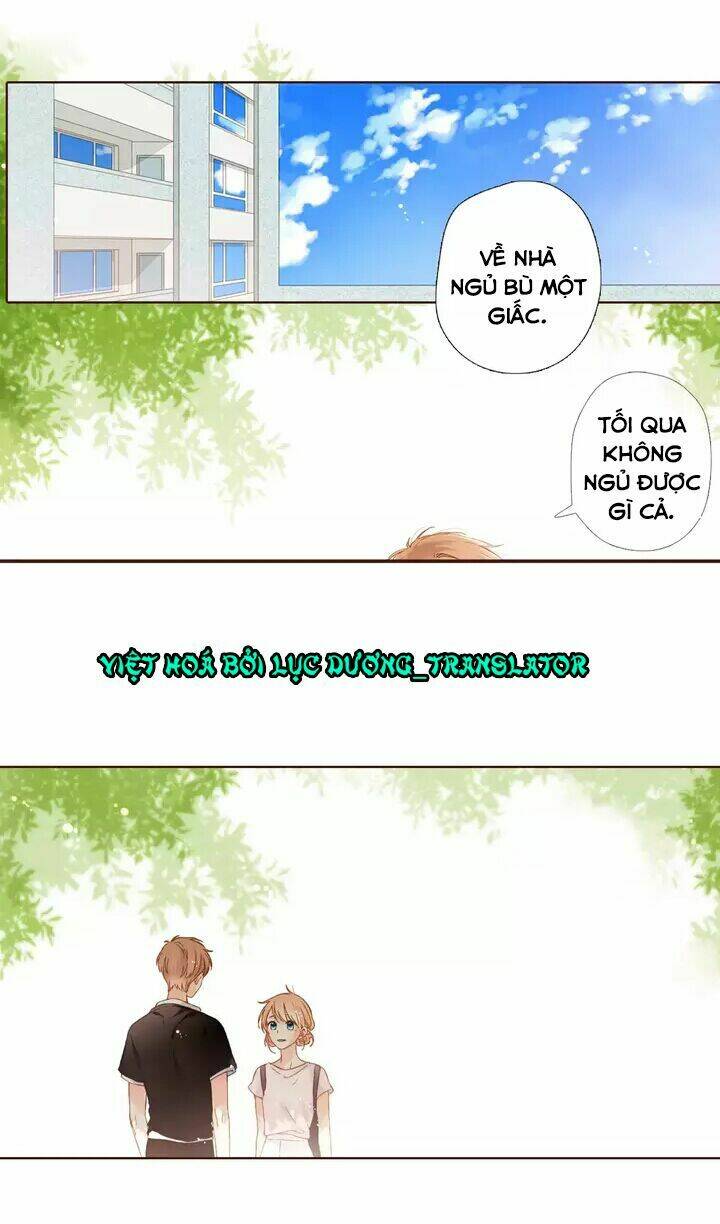 VỀ NHÀ
NGỦ BÙ MỘT
GIẤC.
TỐI QUA
KHÔNG
NGỦ ĐƯỢC
GÌ CẢ.
VIỆT HOÁ BỞI LỤC DƯƠNG_TRANSLATOR